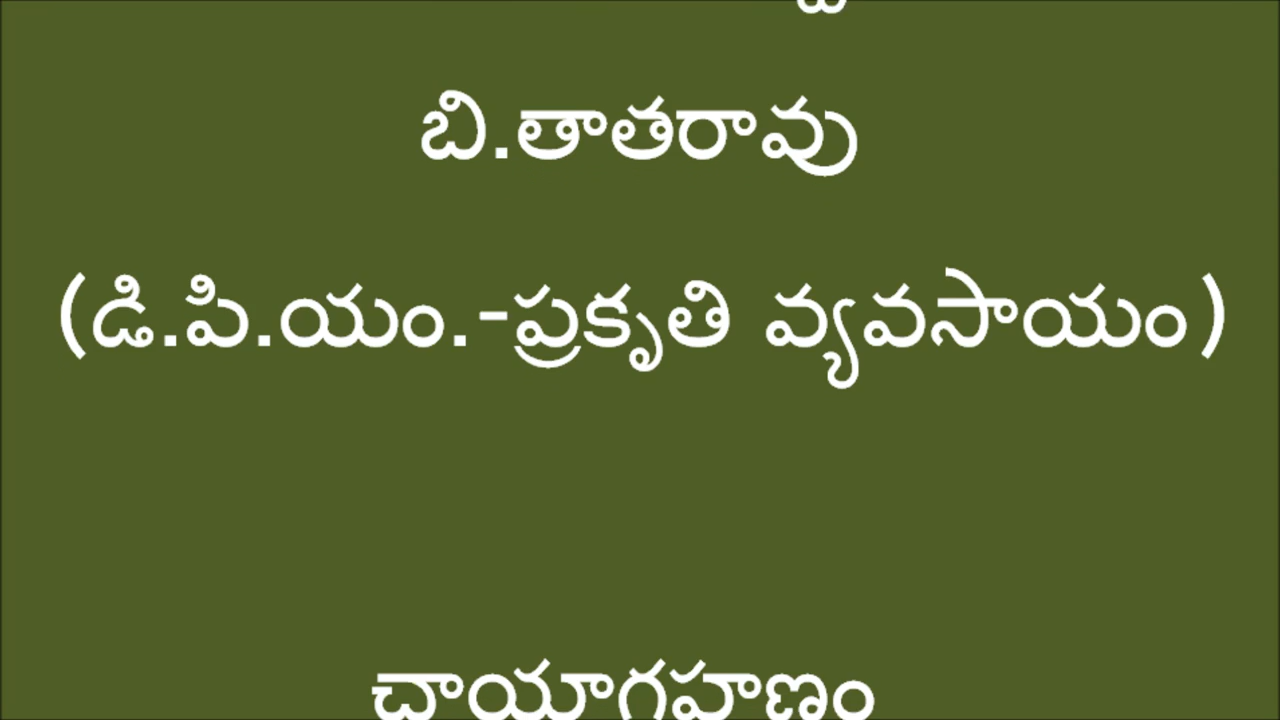 బి.తాతరావు
(డి.పి.యం.-ప్రకృతి వ్యవసాయం)
చాయాగ్రహణం